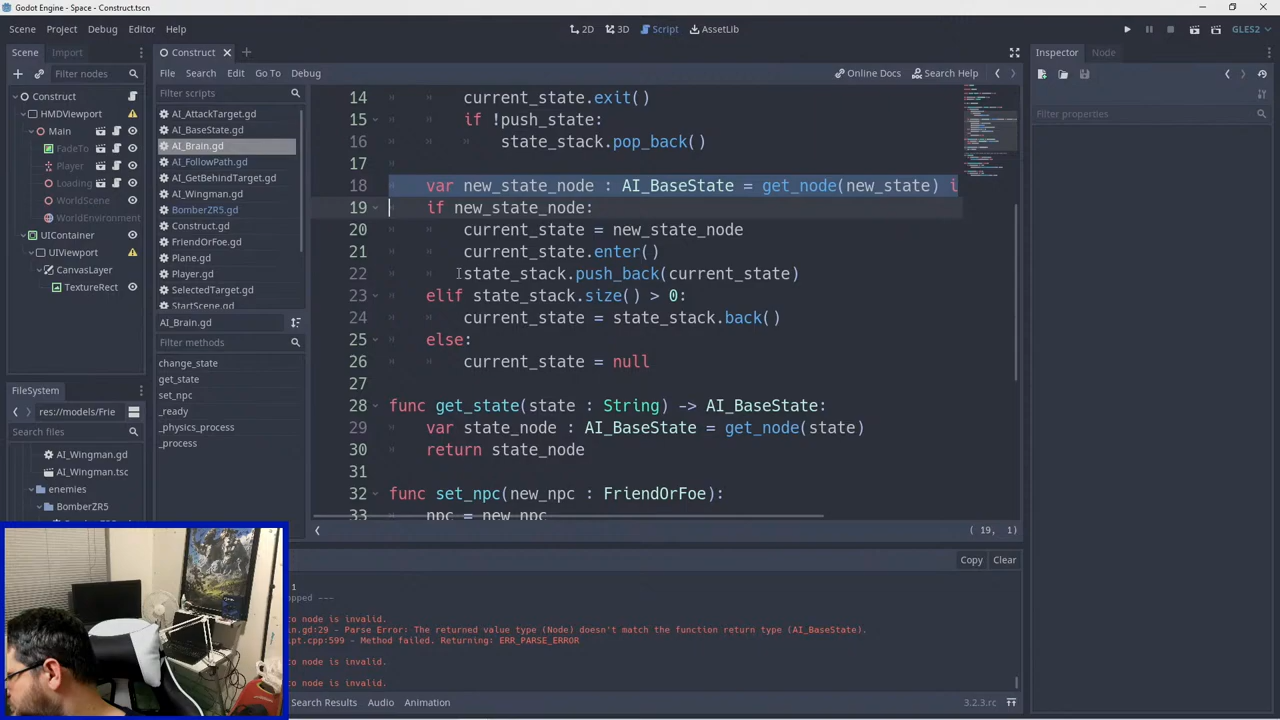 Godot Engine - Space - Construct.tscn
Scene Project Debug Editor Help
2D 3D Script AssetLib
GLES2
Scene Import
Filter nodes
Construct
HMDViewport
Main
FadeTo
Player
Loading
WorldScene
WorldEnvironment
UIContainer
UIViewport
CanvasLayer
TextureRect
FileSystem
res://models/Frie
Search files
AI_Wingman.gd
AI_Wingman.tsc
enemies
BomberZR5
Construct
File Search Edit Go To Debug
Online Docs Search Help
Filter scripts
AI_AttackTarget.gd
AI_BaseState.gd
AI_Brain.gd
AI_FollowPath.gd
AI_GetBehindTarget.gd
AI_Wingman.gd
BomberZR5.gd
Construct.gd
FriendOrFoe.gd
Plane.gd
Player.gd
SelectedTarget.gd
StartScene.gd
AI_Brain.gd
Filter methods
change_state
get_state
set_npc
_ready
_physics_process
_process
14 current_state.exit()
15 if !push_state:
16 state_stack.pop_back()
17
18 var new_state_node : AI_BaseState = get_node(new_state) i
19 if new_state_node:
20 current_state = new_state_node
21 current_state.enter()
22 state_stack.push_back(current_state)
23 elif state_stack.size() > 0:
24 current_state = state_stack.back()
25 else:
26 current_state = null
27
28 func get_state(state : String) -> AI_BaseState:
29 var state_node : AI_BaseState = get_node(state)
30 return state_node
31
32 func set_npc(new_npc : FriendOrFoe):
33 npc = new_npc
( 19, 1)
Copy Clear
1
opped ---
to node is invalid.
in.gd:29 - Parse Error: The returned value type (Node) doesn't match the function return type (AI_BaseState).
ipt.cpp:599 - Method failed. Returning: ERR_PARSE_ERROR
to node is invalid.
to node is invalid.
Search Results Audio Animation
3.2.3.rc
Inspector Node
Filter properties